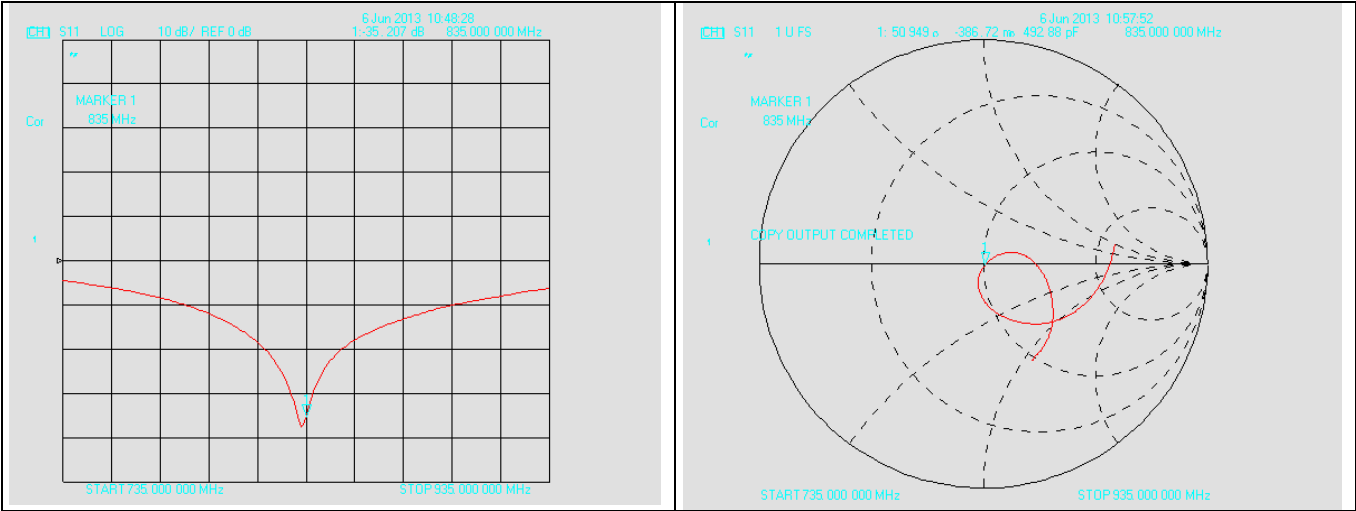 6 Jun 2013 10:48:28
CH1 S11 LOG 10 dB/ REF 0 dB 1:-35. 207 dB 835.000 000 MHz
MARKER 1
Cor 835 MHz
1
1
START 735. 000 000 MHz STOP 935.000 000 MHz
6 Jun 2013 10:57:52
CH1 S11 1 U FS 1: 50 949 -386. 72 492 88 pF 835.000 000 MHz
MARKER 1
Cor 835 MHz
1
COPY OUTPUT COMPLETED
1
START 735. 000 000 MHz STOP 935.000 000 MHz